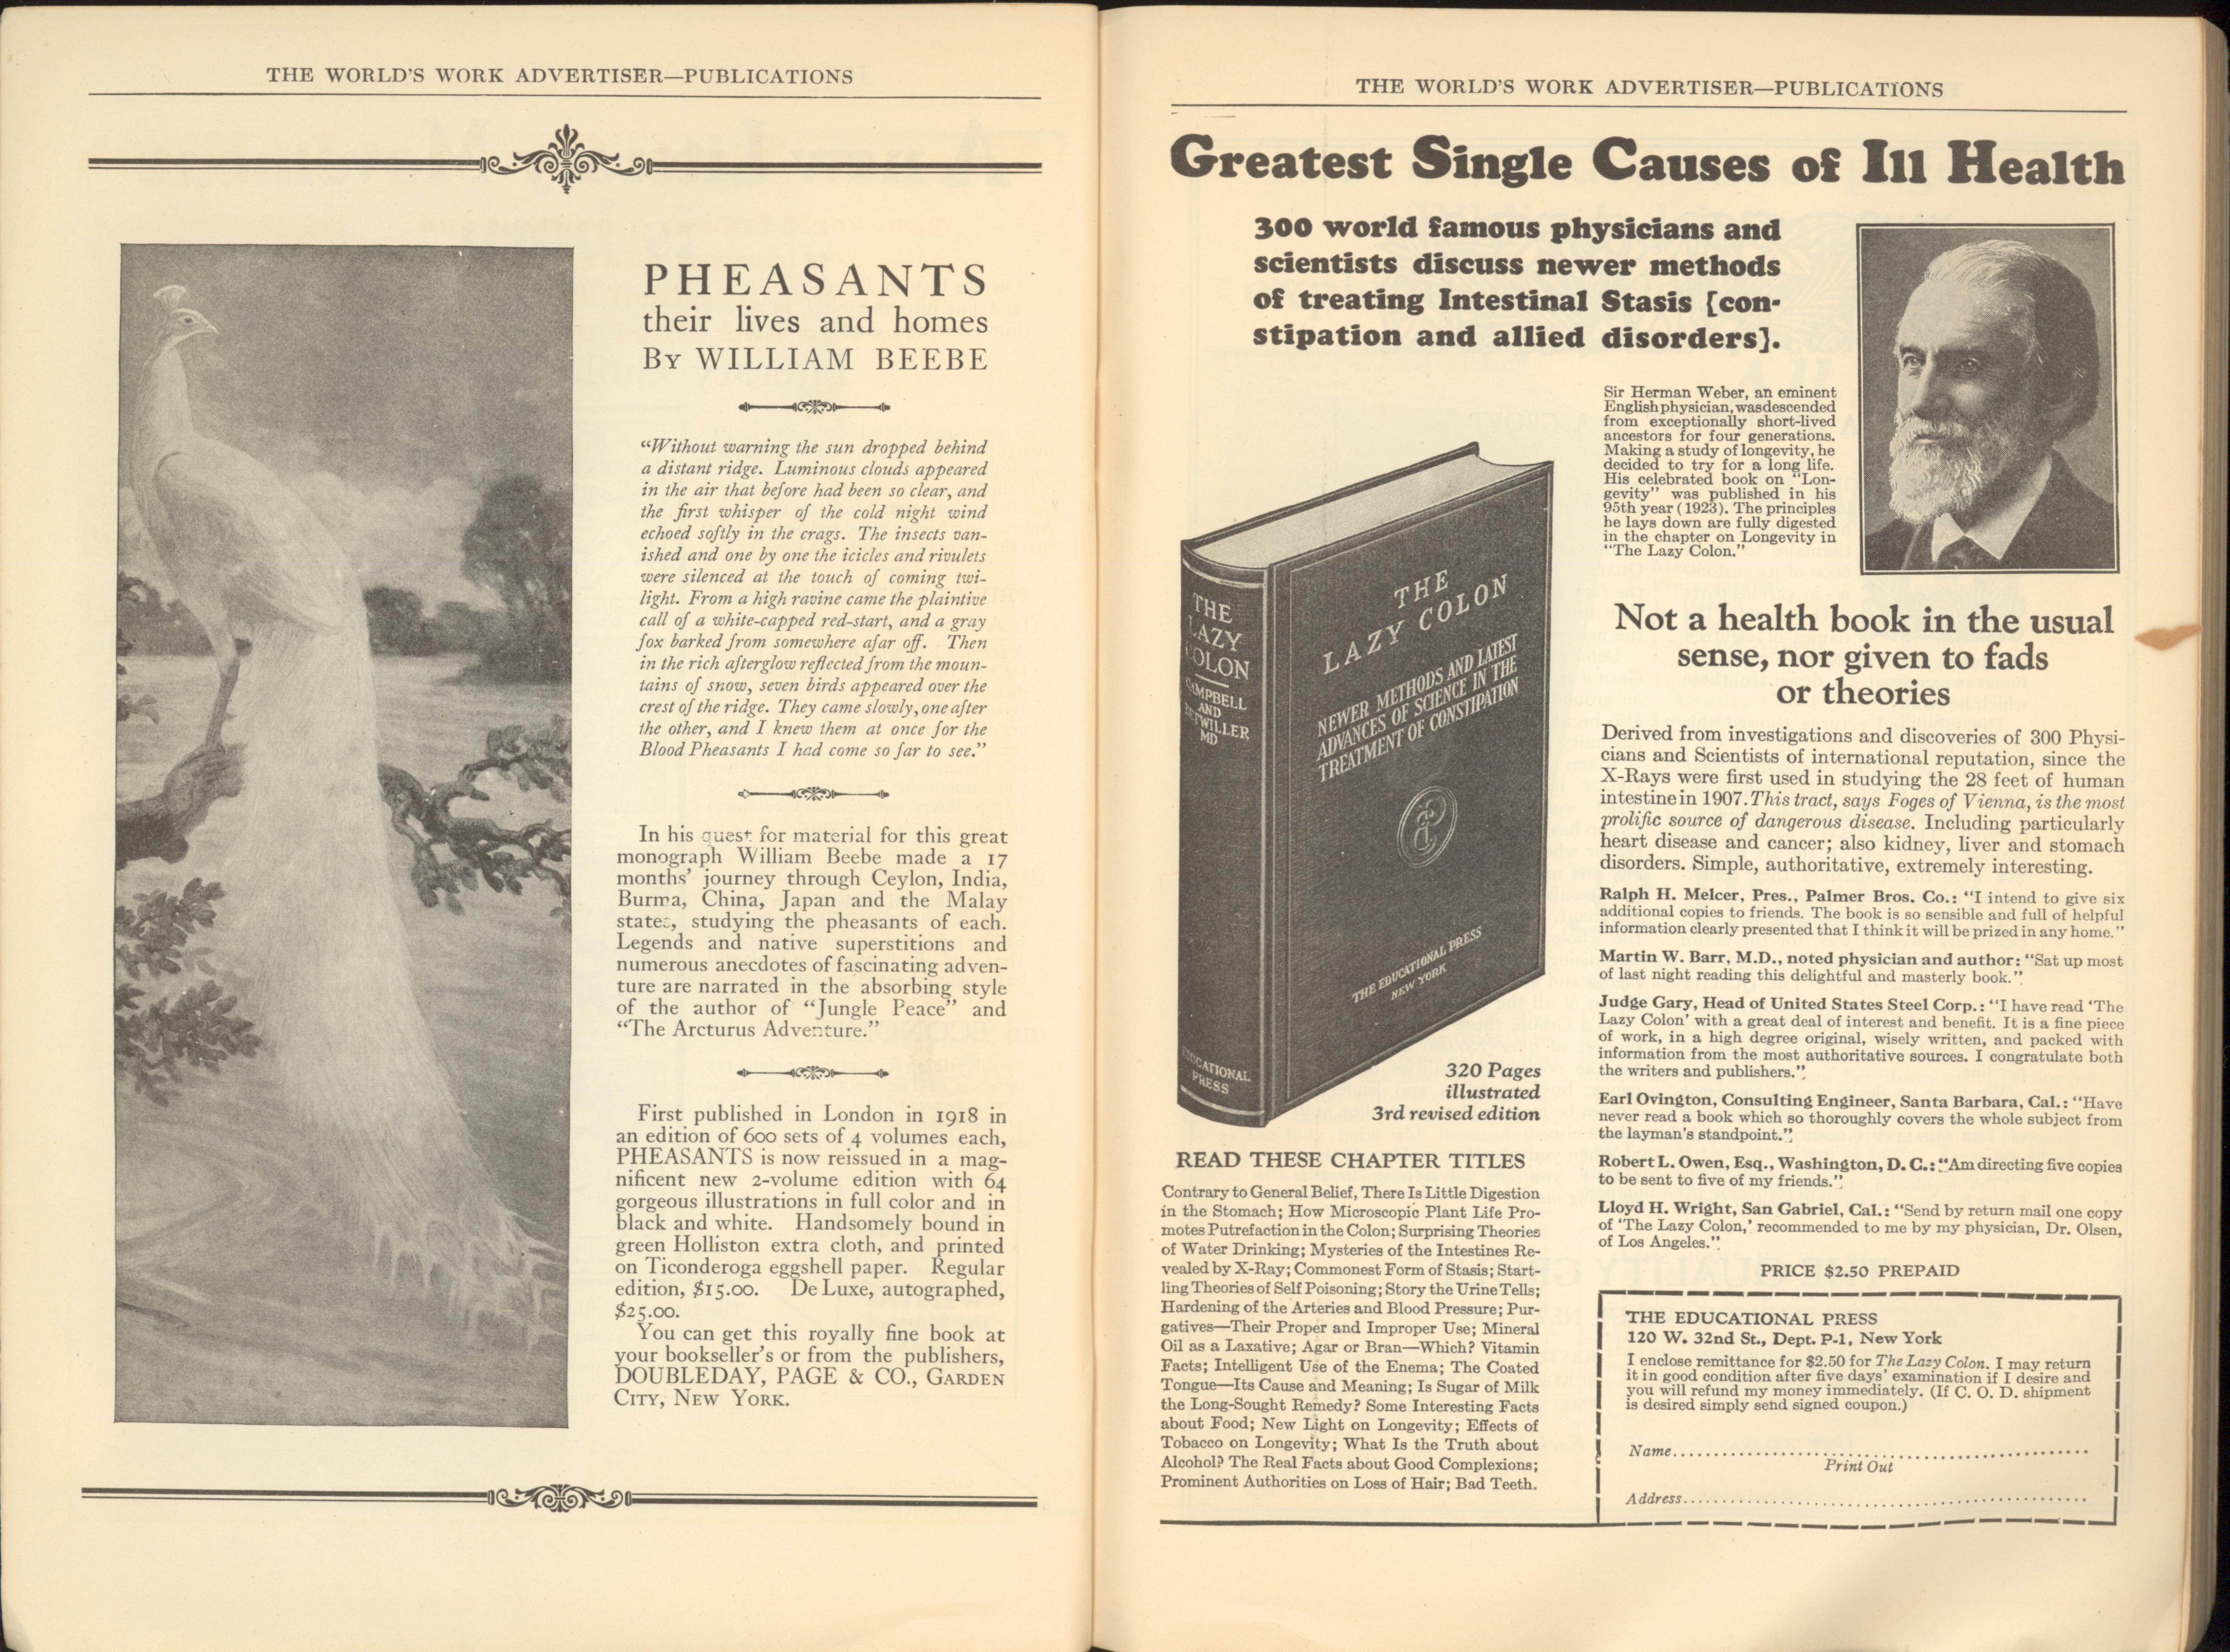 THE WORLD'S WORK ADVERTISER—PUBLICATIONS
PHEASANTS
their lives and homes
By WILLIAM BEEBE
"Without warning the sun dropped behind
a distant ridge. Luminous clouds appeared
in the air that before had been so clear, and
the first whisper of the cold night wind
echoed softly in the crags. The insects van-
ished and one by one the icicles and rivulets
were silenced at the touch of coming twi-
light. From a high ravine came the plaintive
call of a white-capped red-start, and a gray
fox barked from somewhere afar off. Then
in the rich afterglow reflected from the moun-
tains of snow, seven birds appeared over the
crest of the ridge. They came slowly, one after
the other, and I knew them at once for the
Blood Pheasants I had come so far to see."
In his quest for material for this great
monograph William Beebe made a 17
months' journey through Ceylon, India,
Burma, China, Japan and the Malay
states, studying the pheasants of each.
Legends and native superstitions and
numerous anecdotes of fascinating adven-
ture are narrated in the absorbing style
of the author of "Jungle Peace" and
"The Arcturus Adventure."
First published in London in 1918 in
an edition of 600 sets of 4 volumes each,
PHEASANTS is now reissued in a mag-
nificent new 2-volume edition with 64
gorgeous illustrations in full color and in
black and white. Handsomely bound in
green Holliston extra cloth, and printed
on Ticonderoga eggshell paper. Regular
edition, $15.00. De Luxe, autographed,
$25.00.
You can get this royally fine book at
your bookseller's or from the publishers,
DOUBLEDAY, PAGE & CO., GARDEN
CITY, NEW YORK.
THE WORLD'S WORK ADVERTISER—PUBLICATIONS
Greatest Single Causes of Ill Health
300 world famous physicians and
scientists discuss newer methods
of treating Intestinal Stasis [con-
stipation and allied disorders].
Sir Herman Weber, an eminent
English physician, was descended
from exceptionally short-lived
ancestors for four generations.
Making a study of longevity, he
decided to try for a long life.
His celebrated book on "Lon-
gevity" was published in his
95th year (1923). The principles
he lays down are fully digested
in the chapter on Longevity in
"The Lazy Colon."
THE
LAZY
COLON
CAMPBELL
AND
DETWILLER
MD
EDUCATIONAL
PRESS
THE
LAZY COLON
NEWER METHODS AND LATEST
ADVANCES OF SCIENCE IN THE
TREATMENT OF CONSTIPATION
THE EDUCATIONAL PRESS
NEW YORK
320 Pages
illustrated
3rd revised edition
READ THESE CHAPTER TITLES
Contrary to General Belief, There Is Little Digestion
in the Stomach; How Microscopic Plant Life Pro-
motes Putrefaction in the Colon; Surprising Theories
of Water Drinking; Mysteries of the Intestines Re-
vealed by X-Ray; Commonest Form of Stasis; Start-
ling Theories of Self Poisoning; Story the Urine Tells;
Hardening of the Arteries and Blood Pressure; Pur-
gatives—Their Proper and Improper Use; Mineral
Oil as a Laxative; Agar or Bran—Which? Vitamin
Facts; Intelligent Use of the Enema; The Coated
Tongue—Its Cause and Meaning; Is Sugar of Milk
the Long-Sought Remedy? Some Interesting Facts
about Food; New Light on Longevity; Effects of
Tobacco on Longevity; What Is the Truth about
Alcohol? The Real Facts about Good Complexions;
Prominent Authorities on Loss of Hair; Bad Teeth.
Not a health book in the usual
sense, nor given to fads
or theories
Derived from investigations and discoveries of 300 Physi-
cians and Scientists of international reputation, since the
X-Rays were first used in studying the 28 feet of human
intestine in 1907. This tract, says Foges of Vienna, is the most
prolific source of dangerous disease. Including particularly
heart disease and cancer; also kidney, liver and stomach
disorders. Simple, authoritative, extremely interesting.
Ralph H. Melcer, Pres., Palmer Bros. Co.: "I intend to give six
additional copies to friends. The book is so sensible and full of helpful
information clearly presented that I think it will be prized in any home."
Martin W. Barr, M.D., noted physician and author: "Sat up most
of last night reading this delightful and masterly book."
Judge Gary, Head of United States Steel Corp.: "I have read 'The
Lazy Colon' with a great deal of interest and benefit. It is a fine piece
of work, in a high degree original, wisely written, and packed with
information from the most authoritative sources. I congratulate both
the writers and publishers."
Earl Ovington, Consulting Engineer, Santa Barbara, Cal.: "Have
never read a book which so thoroughly covers the whole subject from
the layman's standpoint."
Robert L. Owen, Esq., Washington, D. C.: "Am directing five copies
to be sent to five of my friends."
Lloyd H. Wright, San Gabriel, Cal.: "Send by return mail one copy
of 'The Lazy Colon,' recommended to me by my physician, Dr. Olsen,
of Los Angeles."
PRICE $2.50 PREPAID
THE EDUCATIONAL PRESS
120 W. 32nd St., Dept. P-1, New York
I enclose remittance for $2.50 for The Lazy Colon. I may return
it in good condition after five days' examination if I desire and
you will refund my money immediately. (If C. O. D. shipment
is desired simply send signed coupon.)
Name
Print Out
Address